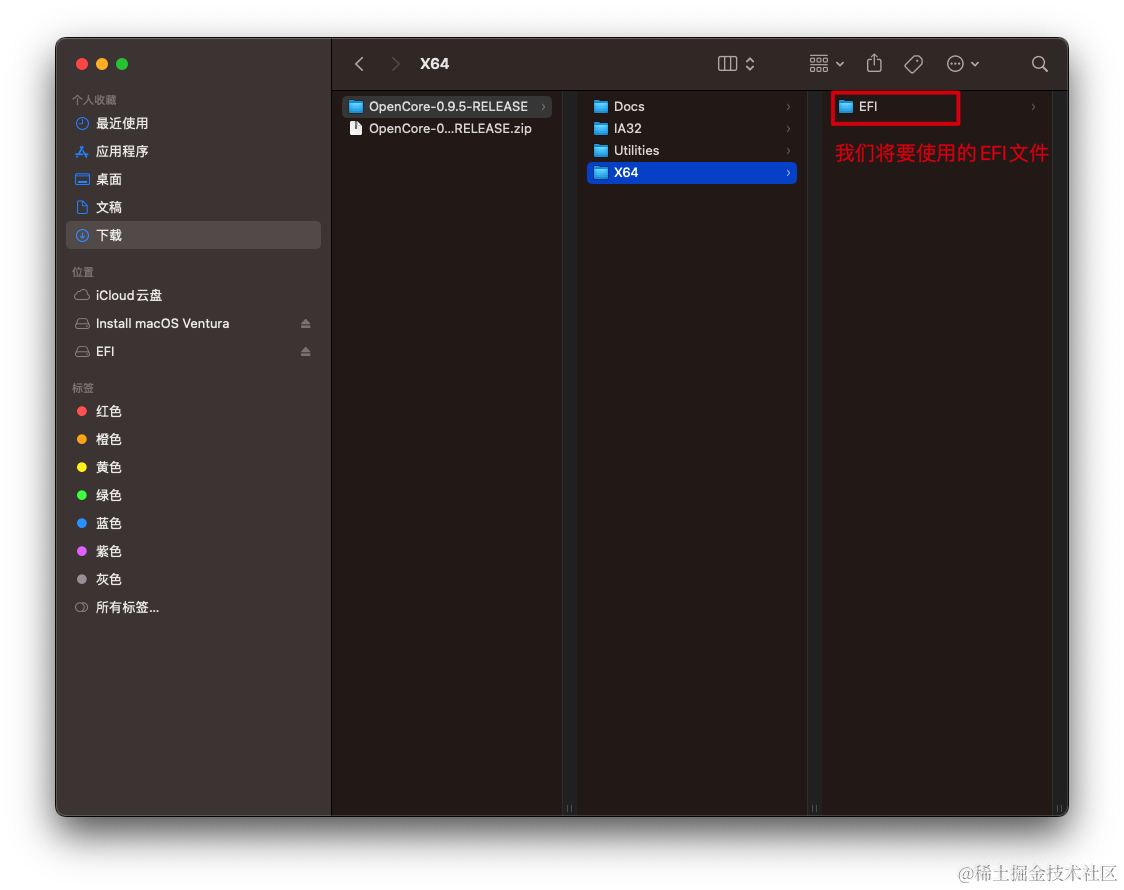 X64
个人收藏
最近使用
应用程序
桌面
文稿
下载
位置
iCloud云盘
Install macOS Ventura
EFI
标签
红色
橙色
黄色
绿色
蓝色
紫色
灰色
所有标签...
OpenCore-0.9.5-RELEASE
OpenCore-0...RELEASE.zip
Docs
IA32
Utilities
X64
EFI
我们将要使用的EFI文件
@稀土掘金技术社区